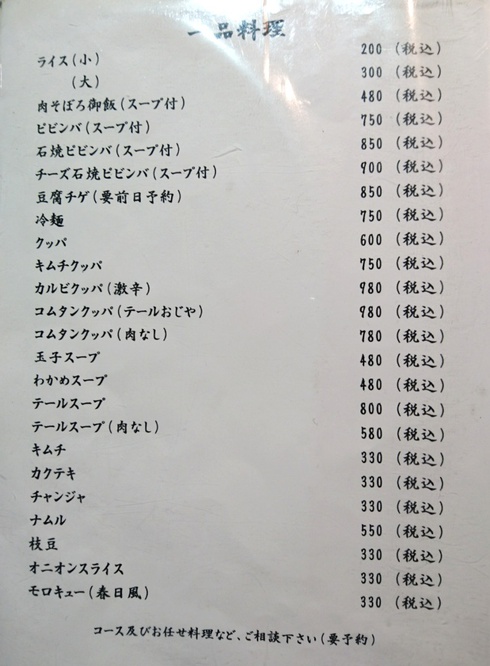 一品料理
ライス(小) 200 (税込)
(大) 300 (税込)
肉そぼろ御飯(スープ付) 480 (税込)
ビビンバ(スープ付) 750 (税込)
石焼ビビンバ(スープ付) 850 (税込)
チーズ石焼ビビンバ(スープ付) 900 (税込)
豆腐チゲ(要前日予約) 850 (税込)
冷麺 750 (税込)
クッパ 600 (税込)
キムチクッパ 750 (税込)
カルビクッパ(激辛) 980 (税込)
コムタンクッパ(テールおじや) 980 (税込)
コムタンクッパ(肉なし) 780 (税込)
玉子スープ 480 (税込)
わかめスープ 480 (税込)
テールスープ 800 (税込)
テールスープ(肉なし) 580 (税込)
キムチ 330 (税込)
カクテキ 330 (税込)
チャンジャ 330 (税込)
ナムル 550 (税込)
枝豆 330 (税込)
オニオンスライス 330 (税込)
モロキュー(春日風) 330 (税込)
コース及びお任せ料理など、ご相談下さい(要予約)